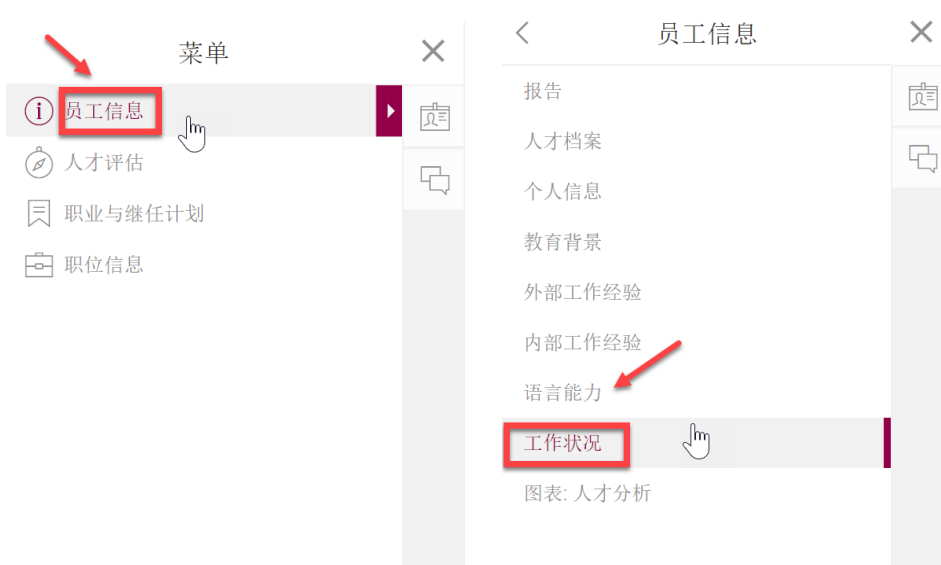 菜单
员工信息
人才评估
职业与继任计划
职位信息
员工信息
报告
人才档案
个人信息
教育背景
外部工作经验
内部工作经验
语言能力
工作状况
图表: 人才分析